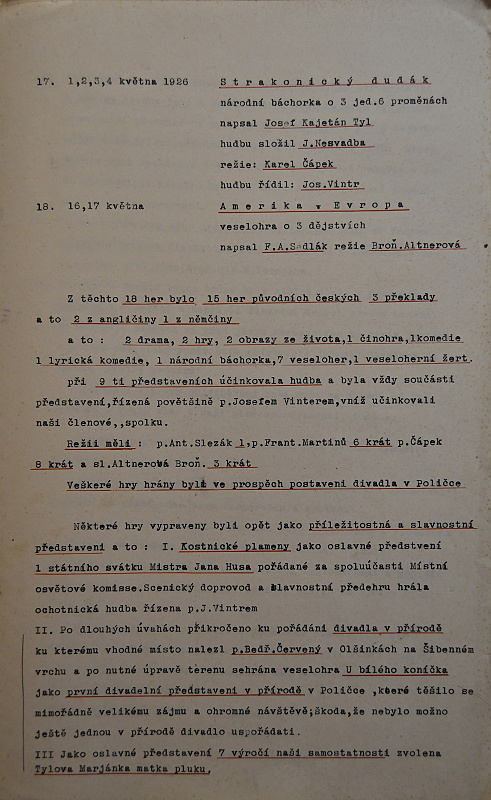 17. 1,2,3,4 května 1926 Strakonický dudák
národní báchorka o 3 jed.6 proměnách
napsal Josef Kajetán Tyl
hudbu složil J.Nesvadba
režie: Karel Čápek
hudbu řídil: Jos.Vintr
18. 16,17 května Amerika v Evropa
veselohra o 3 dějstvích
napsal F.A.Sedlák režie Broň.Altnerová
Z těchto 18 her bylo 15 her původních českých 3 překlady
a to 2 z angličiny 1 z němčiny
a to : 2 drama, 2 hry, 2 obrazy ze života,1 činohra,1komedie
1 lyrická komedie, 1 národní báchorka,7 veseloher,1 veseloherní žert.
při 9 ti představeních účinkovala hudba a byla vždy součásti
představení,řízená povětšině p.Josefem Vinterem,vníž učinkovali
naši členové,,spolku.
Režii měli : p.Ant.Slezák 1,p.Frant.Martinů 6 krát p.Čápek
8 krát a sl.Altnerová Broň. 3 krát
Veškeré hry hrány byli ve prospěch postaveni divadla v Poličce
Některé hry vypraveny byli opět jako příležitostná a slavnostní
představeni a to : I. Kostnické plameny jako oslavné předstvení
1 státního svátku Mistra Jana Husa pořádané za spoluúčasti Místní
osvětové komisse.Scenický doprovod a slavnostní předehru hrála
ochotnická hudba řízena p.J.Vintrem
II. Po dlouhých úvahách přikročeno ku pořádáni divadla v přírodě
ku kterému vhodné místo nalezl p.Bedř.Červený v Olšinkách na Šibenném
vrchu a po nutné úpravě terenu sehrána veselohra U bílého koníčka
jako první divadelní představeni v přírodě v Poličce ,které těšilo se
mimořádně velikému zájmu a ohromné návštěvě;škoda,že nebylo možno
ještě jednou v přírodě divadlo uspořádati.
III Jako oslavné představení 7 výročí naši samostatnosti zvolena
Tylova Marjánka matka pluku,